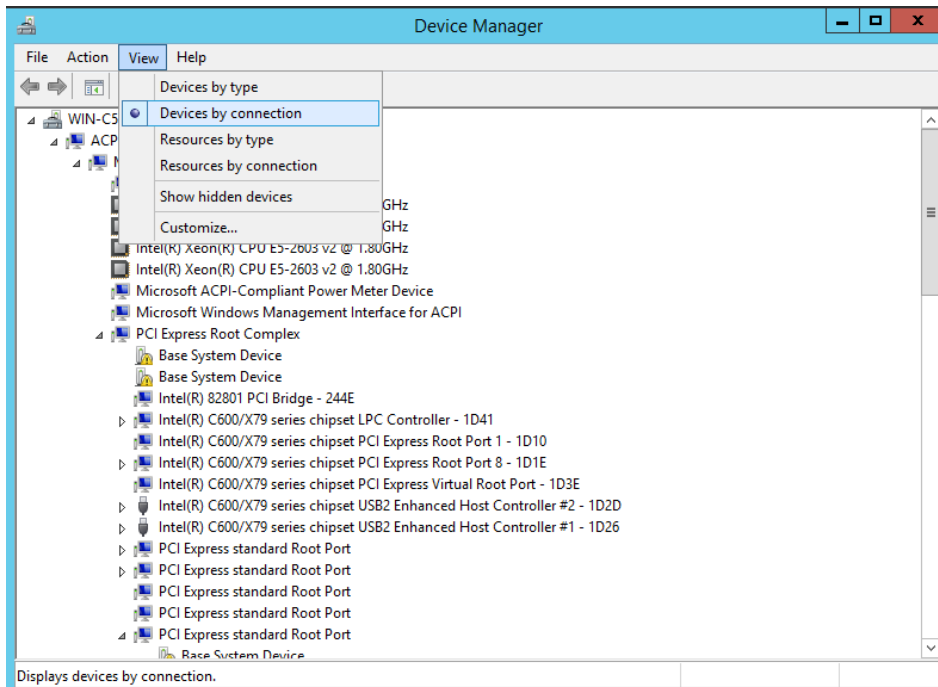 Device Manager
File Action View Help
Devices by type
WIN-C5
Devices by connection
ACP
Resources by type
Resources by connection
Show hidden devices
GHz
Customize...
GHz
Intel(R) Xeon(R) CPU E5-2603 v2 @ 1.80GHz
Intel(R) Xeon(R) CPU E5-2603 v2 @ 1.80GHz
Microsoft ACPI-Compliant Power Meter Device
Microsoft Windows Management Interface for ACPI
PCI Express Root Complex
Base System Device
Base System Device
Intel(R) 82801 PCI Bridge - 244E
Intel(R) C600/X79 series chipset LPC Controller - 1D41
Intel(R) C600/X79 series chipset PCI Express Root Port 1 - 1D10
Intel(R) C600/X79 series chipset PCI Express Root Port 8 - 1D1E
Intel(R) C600/X79 series chipset PCI Express Virtual Root Port - 1D3E
Intel(R) C600/X79 series chipset USB2 Enhanced Host Controller #2 - 1D2D
Intel(R) C600/X79 series chipset USB2 Enhanced Host Controller #1 - 1D26
PCI Express standard Root Port
PCI Express standard Root Port
PCI Express standard Root Port
PCI Express standard Root Port
PCI Express standard Root Port
Base System Device
Displays devices by connection.